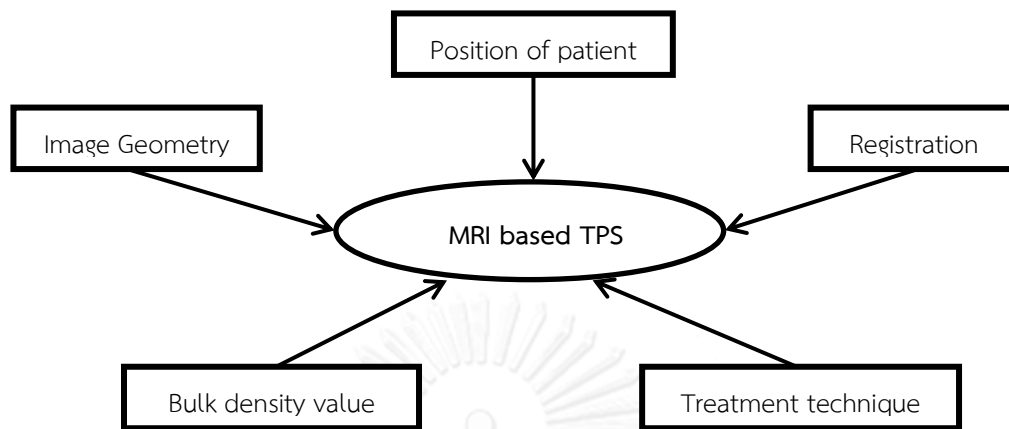 Position of patient
Image Geometry
Registration
MRI based TPS
Bulk density value
Treatment technique